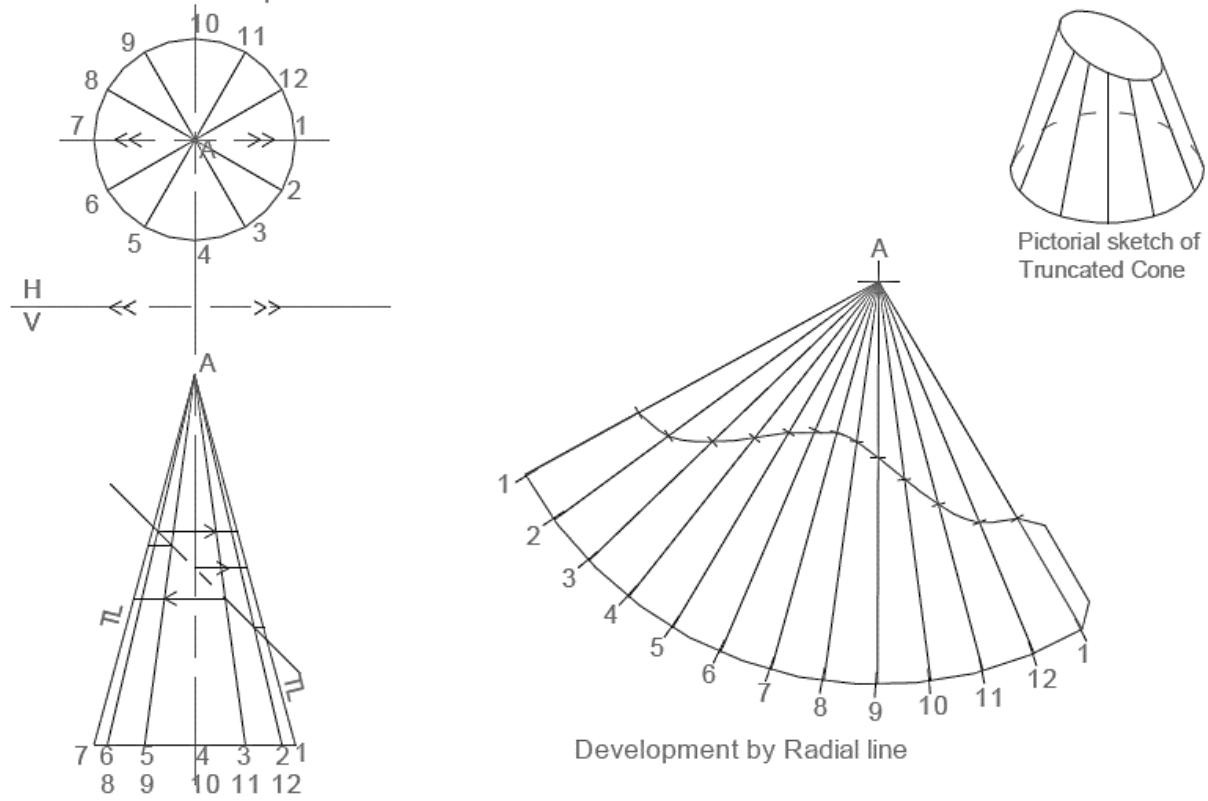 10
9 11
8 12
7 1
A
6 2
5 3
4
H
V
A
TL
TL
7 6 5 4 3 2 1
8 9 10 11 12
Pictorial sketch of
Truncated Cone
A
1
2
3
4
5
6
7
8
9
10
11
12
1
Development by Radial line